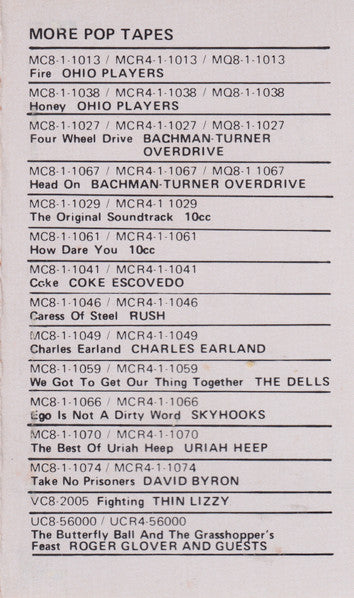 MORE POP TAPES
MC8-1-1013 / MCR4-1-1013 / MQ8-1-1013
Fire OHIO PLAYERS
MC8-1-1038 / MCR4-1-1038 / MQ8-1-1038
Honey OHIO PLAYERS
MC8-1-1027 / MCR4-1-1027 / MQ8-1-1027
Four Wheel Drive BACHMAN-TURNER
OVERDRIVE
MC8-1-1067 / MCR4-1-1067 / MQ8-1 1067
Head On BACHMAN-TURNER OVERDRIVE
MC8-1-1029 / MCR4-1 1029
The Original Soundtrack 10cc
MC8-1-1061 / MCR4-1-1061
How Dare You 10cc
MC8-1-1041 / MCR4-1-1041
Coke COKE ESCOVEDO
MC8-1-1046 / MCR4-1-1046
Caress Of Steel RUSH
MC8-1-1049 / MCR4-1-1049
Charles Earland CHARLES EARLAND
MC8-1-1059 / MCR4-1-1059
We Got To Get Our Thing Together THE DELLS
MC8-1-1066 / MCR4-1-1066
Ego Is Not A Dirty Word SKYHOOKS
MC8-1-1070 / MCR4-1-1070
The Best Of Uriah Heep URIAH HEEP
MC8-1-1074 / MCR4-1-1074
Take No Prisoners DAVID BYRON
VC8-2005 Fighting THIN LIZZY
UC8-56000 / UCR4-56000
The Butterfly Ball And The Grasshopper's
Feast ROGER GLOVER AND GUESTS